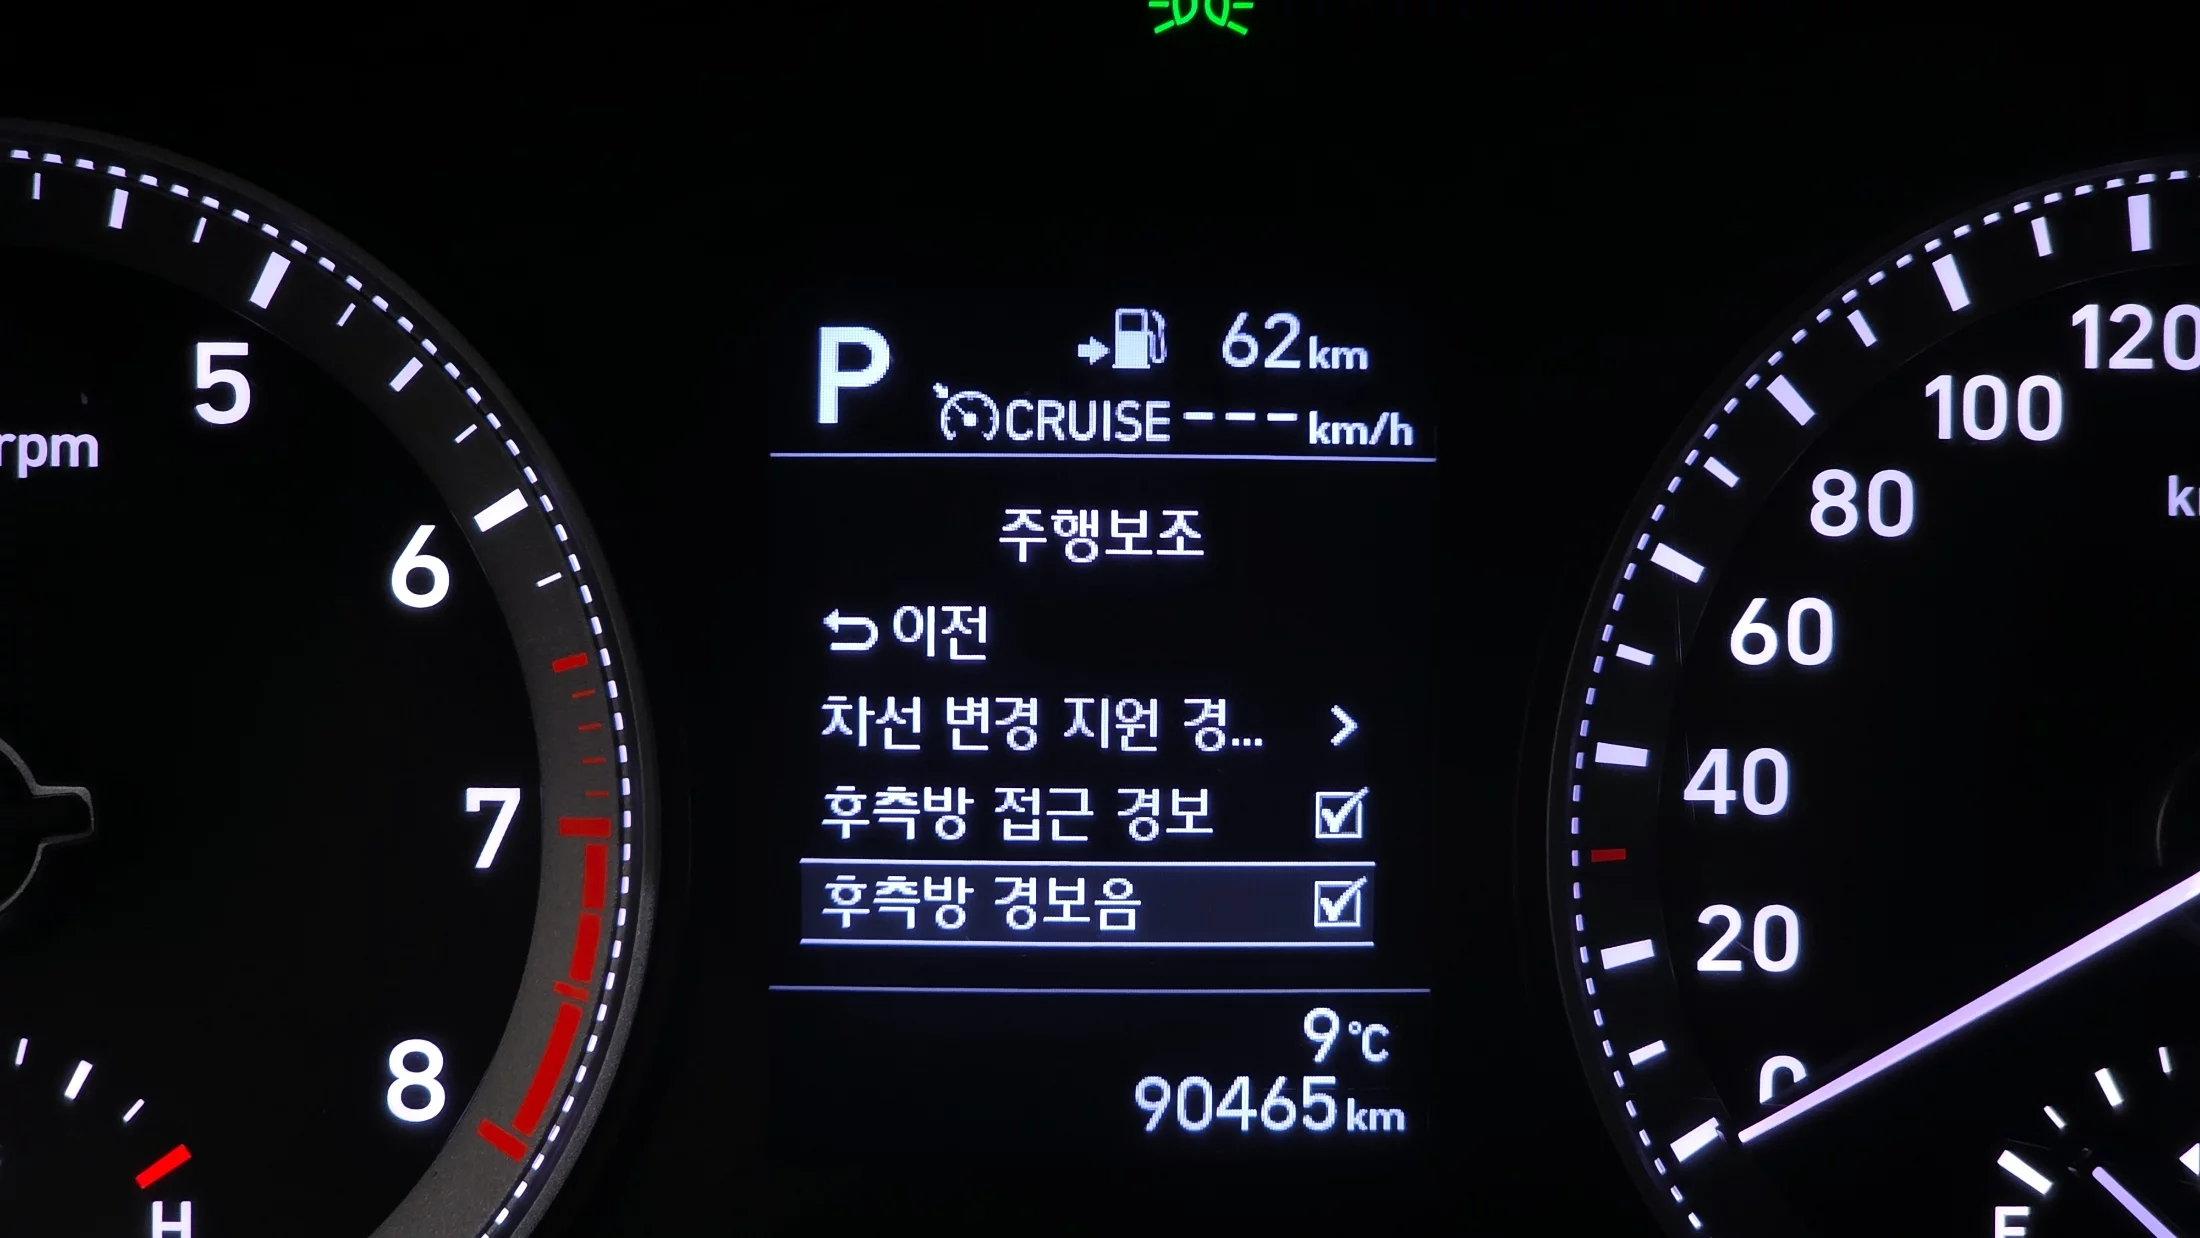 5
6
7
8
rpm
H
P 62km
CRUISE ---km/h
주행보조
이전
차선 변경 지원 경...
후측방 접근 경보
후측방 경보음
9℃
90465km
120
100
80
60
40
20
0